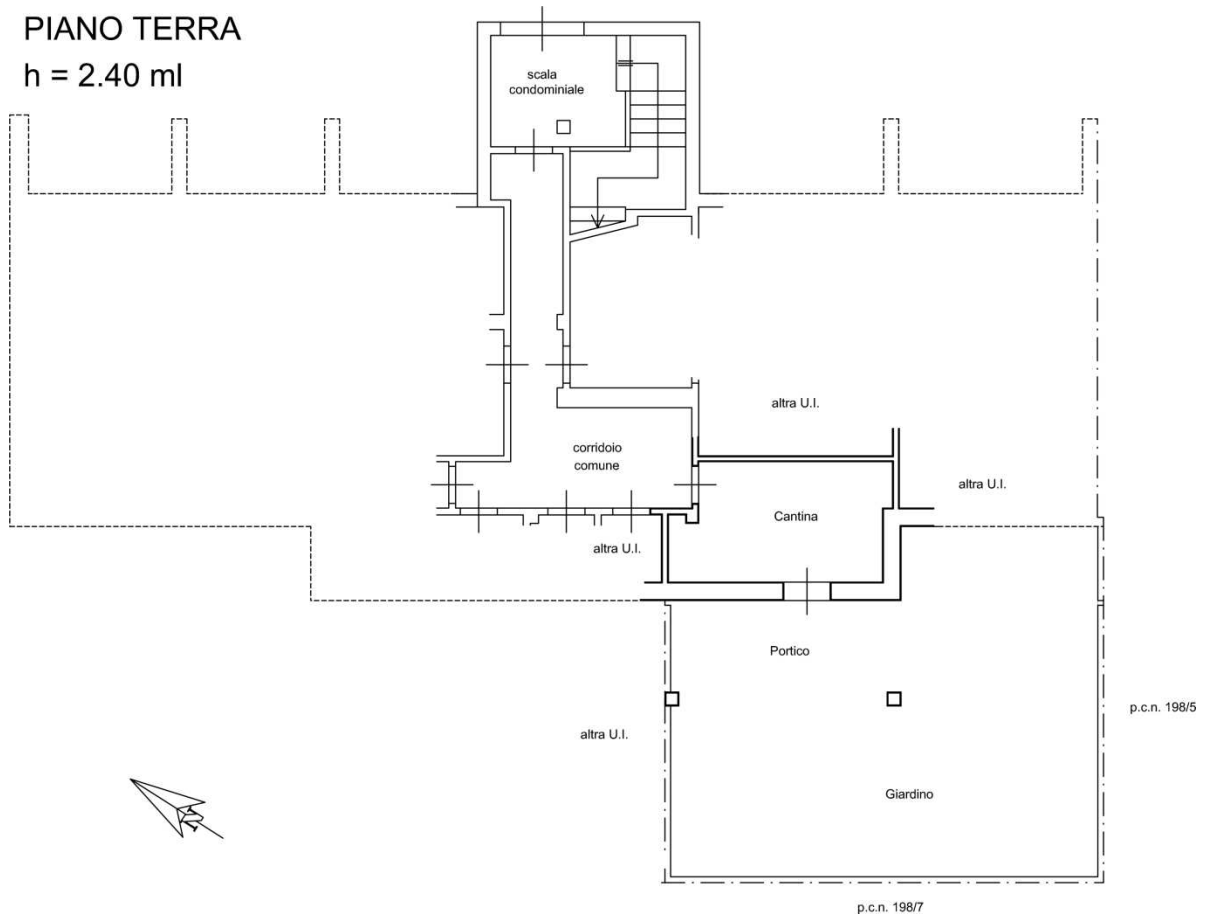 PIANO TERRA
h = 2.40 ml
scala
condominiale
altra U.I.
corridoio
comune
altra U.I.
Cantina
altra U.I.
Portico
p.c.n. 198/5
altra U.I.
Giardino
p.c.n. 198/7